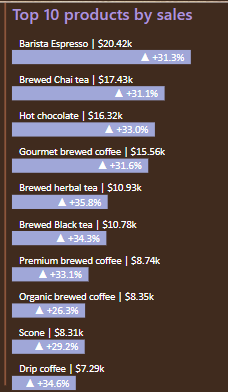 Top 10 products by sales
Barista Espresso | $20.42k
▲ +31.3%
Brewed Chai tea | $17.43k
▲ +31.1%
Hot chocolate | $16.32k
▲ +33.0%
Gourmet brewed coffee | $15.56k
▲ +31.6%
Brewed herbal tea | $10.93k
▲ +35.8%
Brewed Black tea | $10.78k
▲ +34.3%
Premium brewed coffee | $8.74k
▲ +33.1%
Organic brewed coffee | $8.35k
▲ +26.3%
Scone | $8.31k
▲ +29.2%
Drip coffee | $7.29k
▲ +34.6%